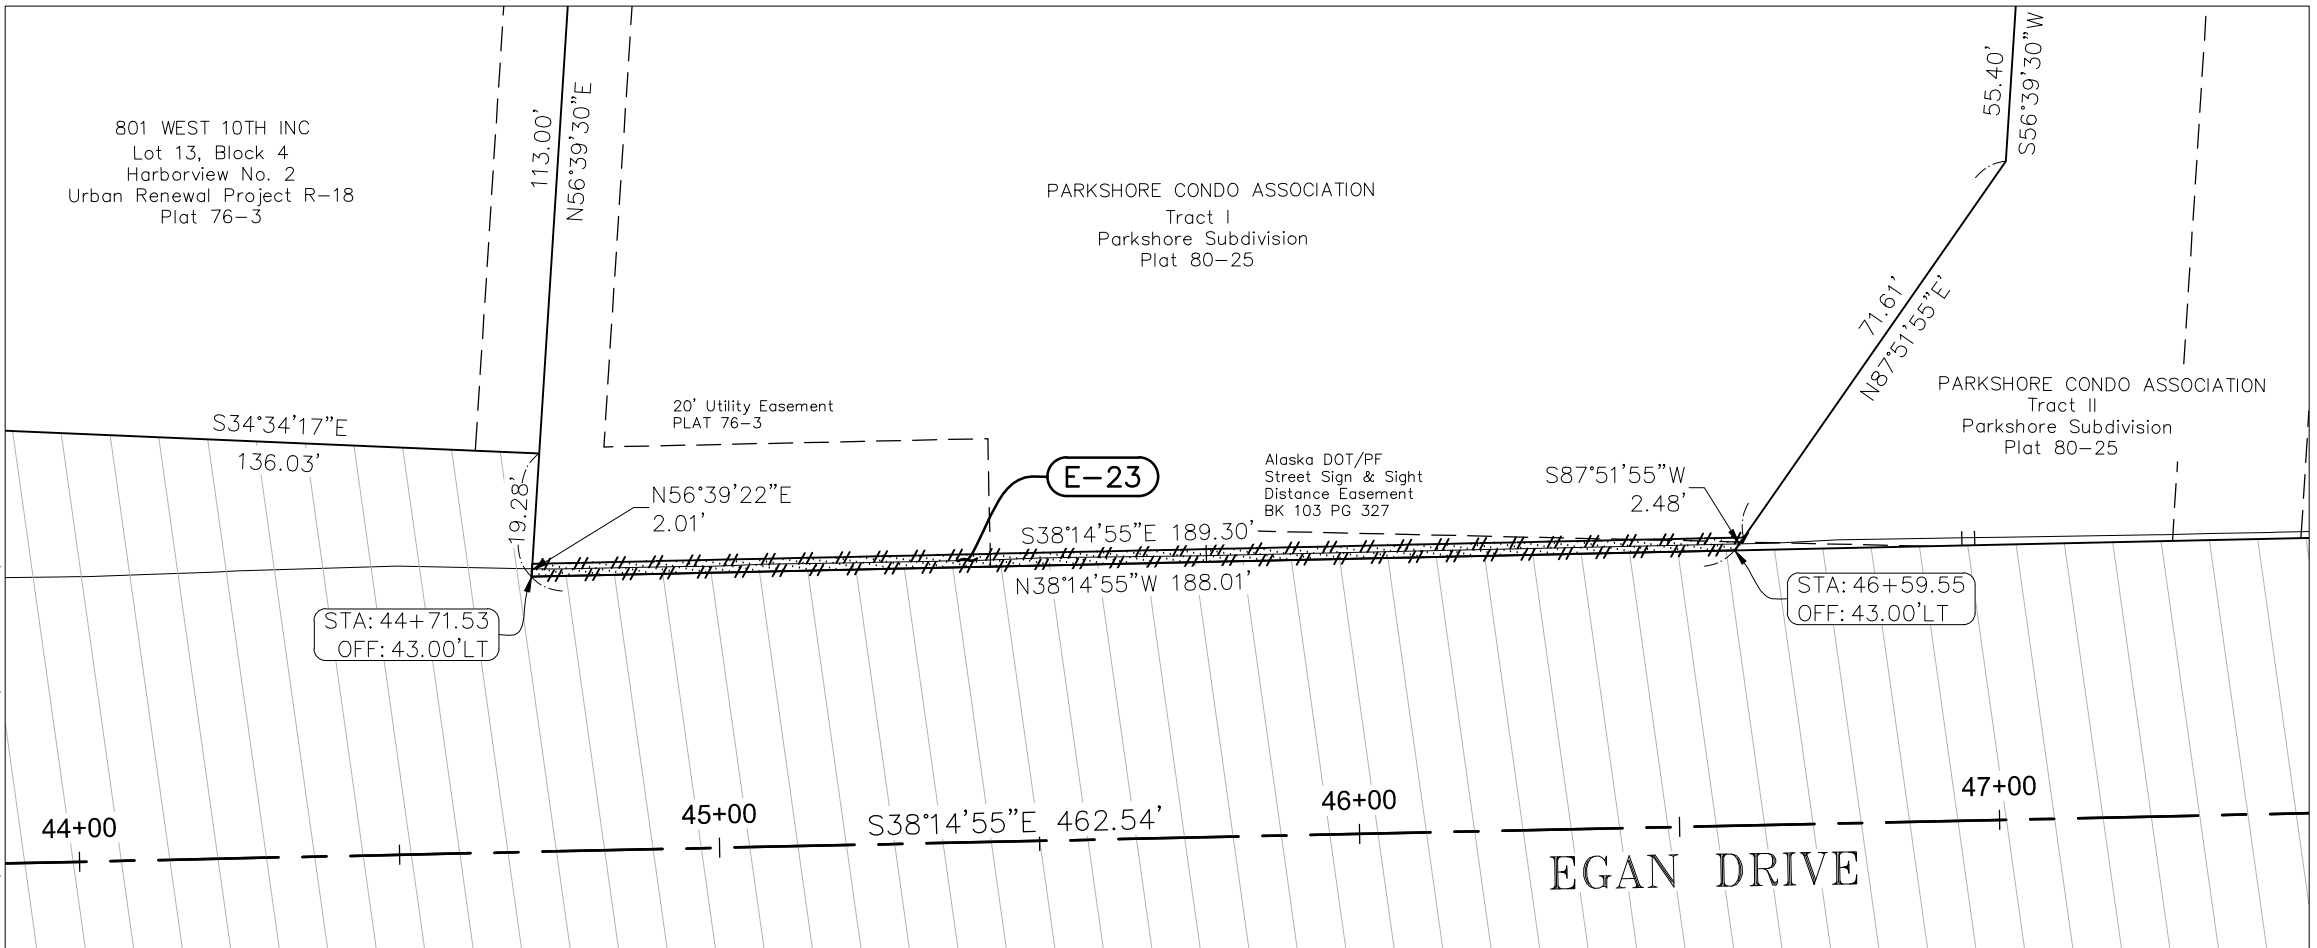 801 WEST 10TH INC
Lot 13, Block 4
Harborview No. 2
Urban Renewal Project R-18
Plat 76-3
113.00'
N56°39'30"E
PARKSHORE CONDO ASSOCIATION
Tract I
Parkshore Subdivision
Plat 80-25
55.40'
S56°39'30"W
71.61'
N87°51'55"E'
PARKSHORE CONDO ASSOCIATION
Tract II
Parkshore Subdivision
Plat 80-25
S34°34'17"E
136.03'
20' Utility Easement
PLAT 76-3
19.28'
N56°39'22"E
2.01'
E-23
Alaska DOT/PF
Street Sign & Sight
Distance Easement
BK 103 PG 327
S87°51'55"W
2.48'
S38°14'55"E 189.30'
N38°14'55"W 188.01'
STA: 44+71.53
OFF: 43.00'LT
STA: 46+59.55
OFF: 43.00'LT
44+00
45+00
S38°14'55"E 462.54'
46+00
47+00
EGAN DRIVE